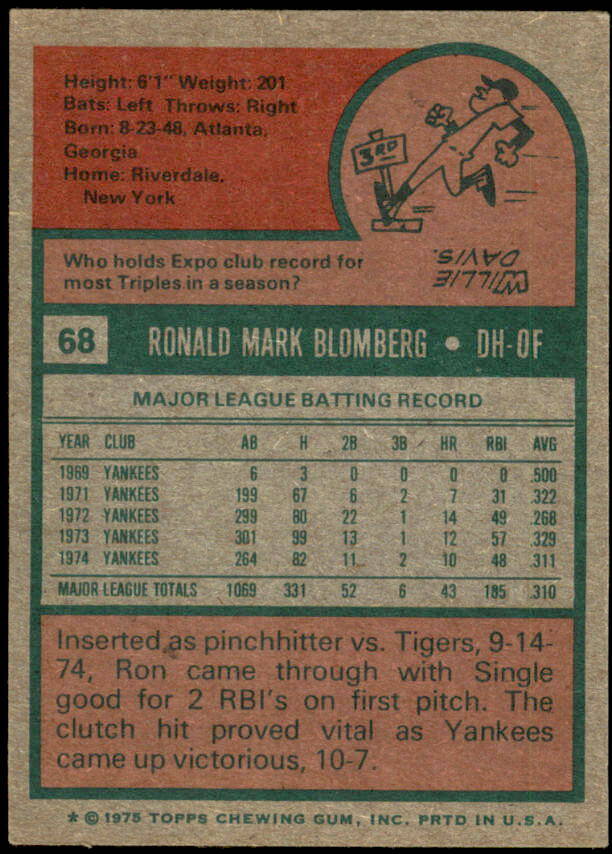 Height: 6'1" Weight: 201
Bats: Left Throws: Right
Born: 8-23-48, Atlanta,
Georgia
Home: Riverdale,
New York
3RD
Who holds Expo club record for
most Triples in a season?
WILLIE
DAVIS.
68 RONALD MARK BLOMBERG • DH-OF
MAJOR LEAGUE BATTING RECORD
YEAR CLUB AB H 2B 3B HR RBI AVG
1969 YANKEES 6 3 0 0 0 0 .500
1971 YANKEES 199 67 6 2 7 31 .322
1972 YANKEES 299 80 22 1 14 49 .268
1973 YANKEES 301 99 13 1 12 57 .329
1974 YANKEES 264 82 11 2 10 48 .311
MAJOR LEAGUE TOTALS 1069 331 52 6 43 185 .310
Inserted as pinchhitter vs. Tigers, 9-14-
74, Ron came through with Single
good for 2 RBI's on first pitch. The
clutch hit proved vital as Yankees
came up victorious, 10-7.
* © 1975 TOPPS CHEWING GUM, INC. PRTD IN U.S.A.